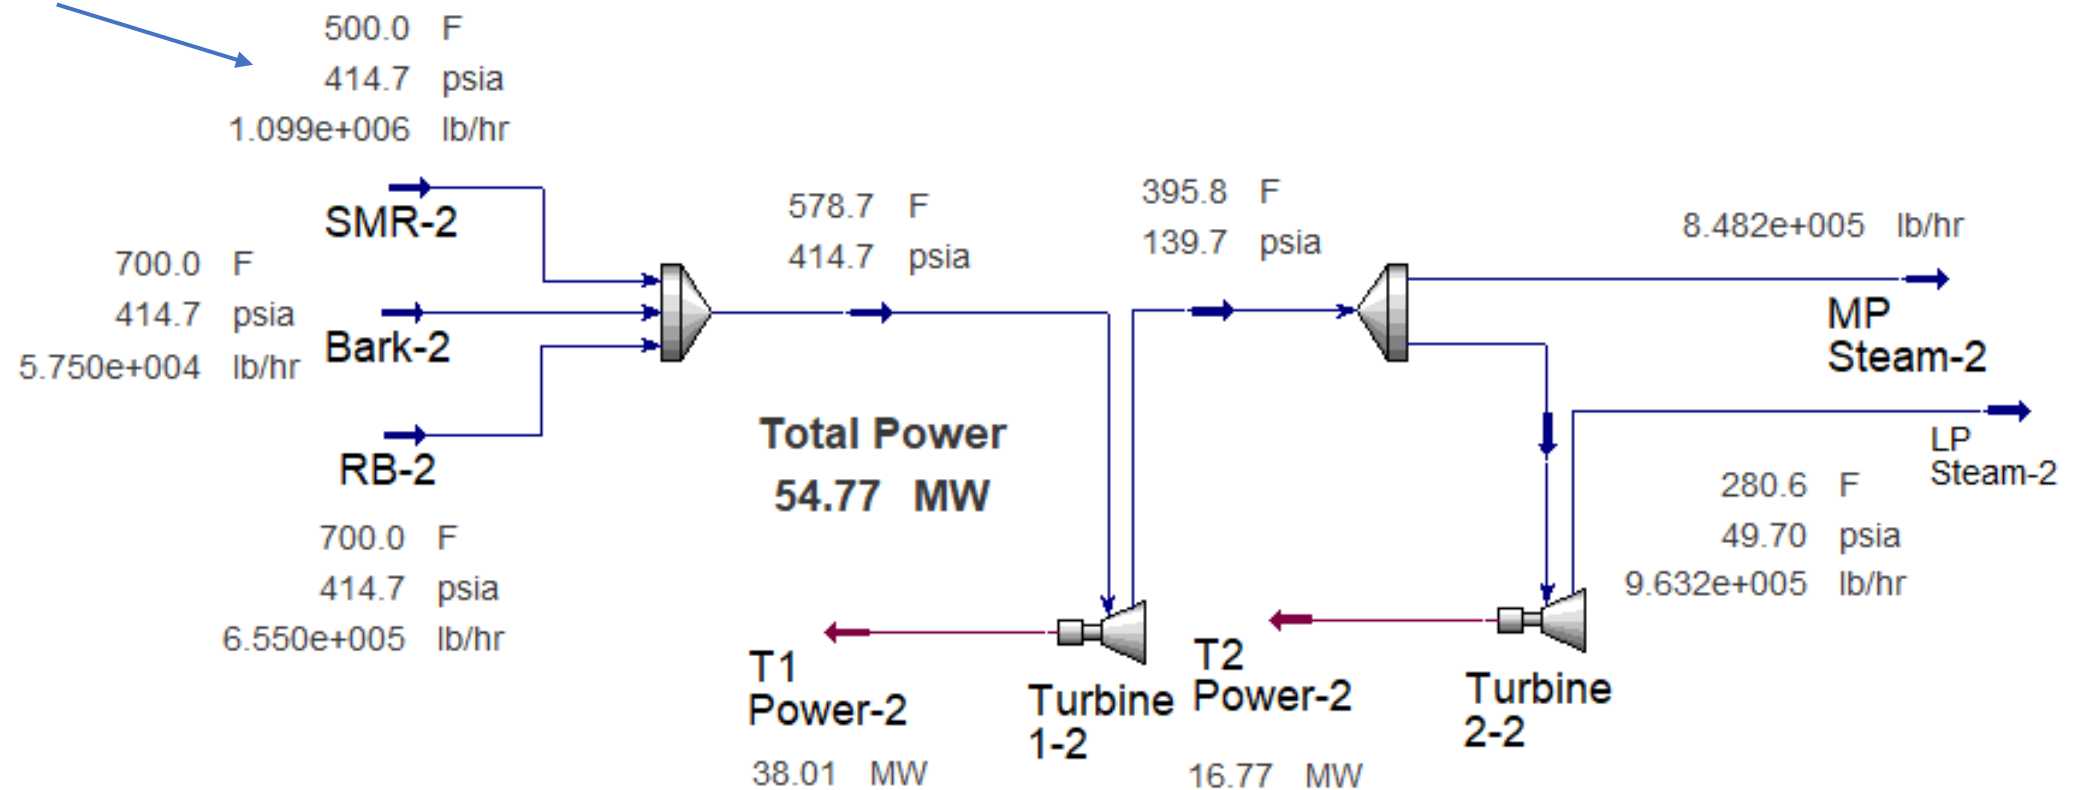 500.0 F
414.7 psia
1.099e+006 lb/hr
SMR-2
700.0 F
414.7 psia
5.750e+004 lb/hr
Bark-2
RB-2
700.0 F
414.7 psia
6.550e+005 lb/hr
578.7 F
414.7 psia
Total Power
54.77 MW
395.8 F
139.7 psia
8.482e+005 lb/hr
MP
Steam-2
LP
Steam-2
280.6 F
49.70 psia
9.632e+005 lb/hr
T1
Power-2
38.01 MW
Turbine
1-2
T2
Power-2
16.77 MW
Turbine
2-2